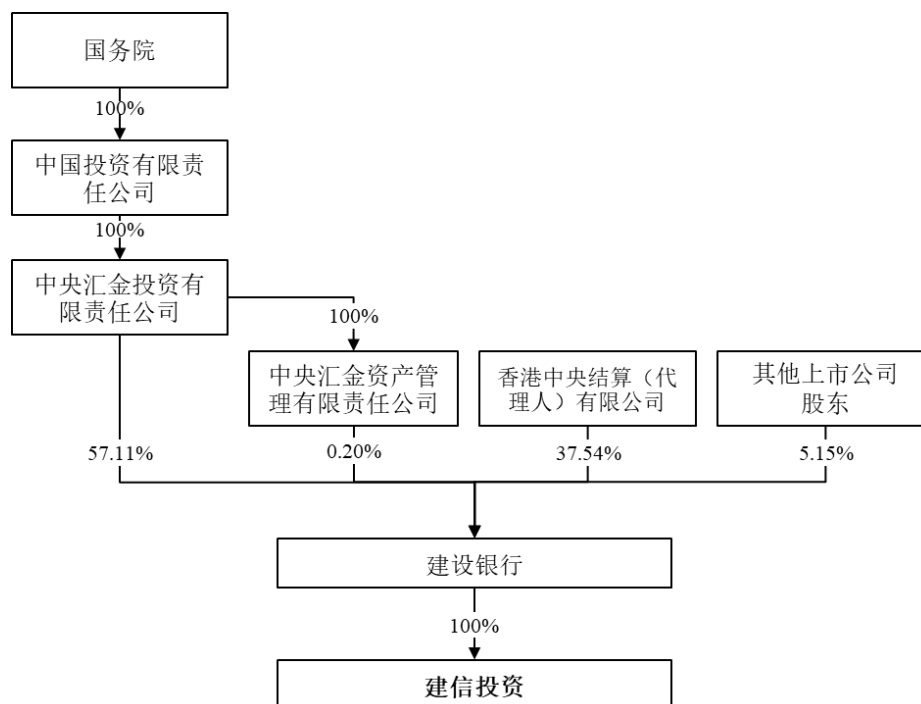 国务院
100%
中国投资有限责
任公司
100%
中央汇金投资有
限责任公司
100%
中央汇金资产管
理有限责任公司
香港中央结算（代
理人）有限公司
其他上市公司
股东
57.11%
0.20%
37.54%
5.15%
建设银行
100%
建信投资